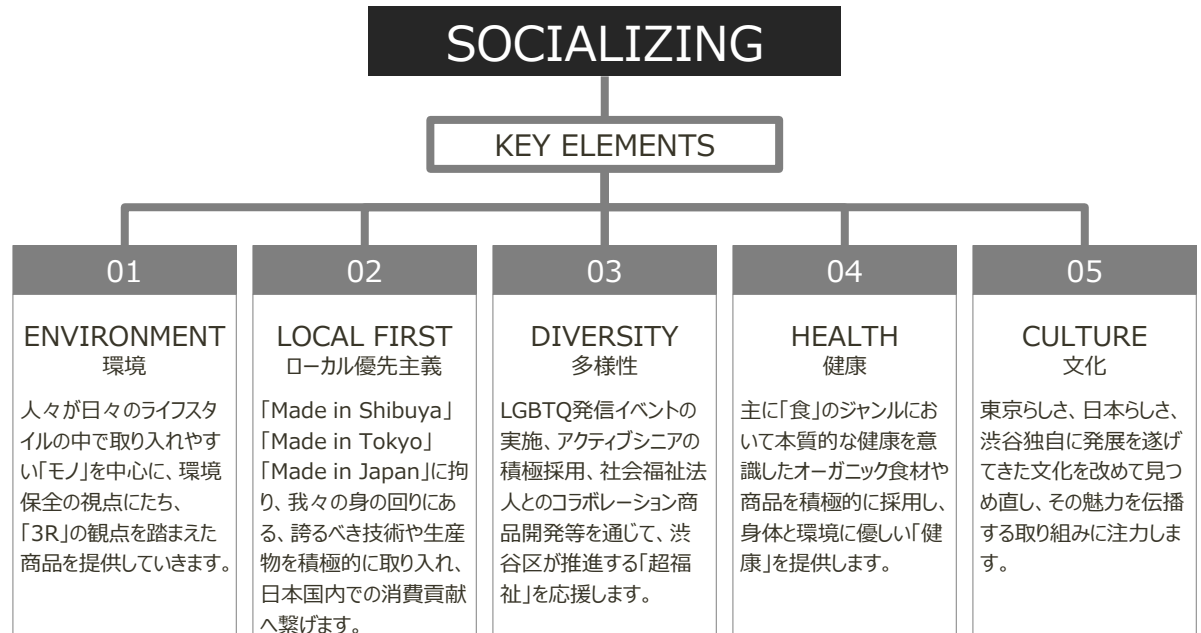 SOCIALIZING
KEY ELEMENTS
01
ENVIRONMENT
環境
人々が日々のライフスタ
イルの中で取り入れやす
い「モノ」を中心に、環境
保全の視点にたち、
「3R」の観点を踏まえた
商品を提供していきます。
02
LOCAL FIRST
ローカル優先主義
「Made in Shibuya」
「Made in Tokyo」
「Made in Japan」に拘
り、我々の身の回りにあ
る、誇るべき技術や生産
物を積極的に取り入れ、
日本国内での消費貢献
へ繋げます。
03
DIVERSITY
多様性
LGBTQ発信イベントの
実施、アクティブシニアの
積極採用、社会福祉法
人とのコラボレーション商
品開発等を通じて、渋
谷区が推進する「超福
祉」を応援します。
04
HEALTH
健康
主に「食」のジャンルにお
いて本質的な健康を意
識したオーガニック食材や
商品を積極的に採用し、
身体と環境に優しい「健
康」を提供します。
05
CULTURE
文化
東京らしさ、日本らしさ、
渋谷独自に発展を遂げ
てきた文化を改めて見つ
め直し、その魅力を伝播
する取り組みに注力しま
す。